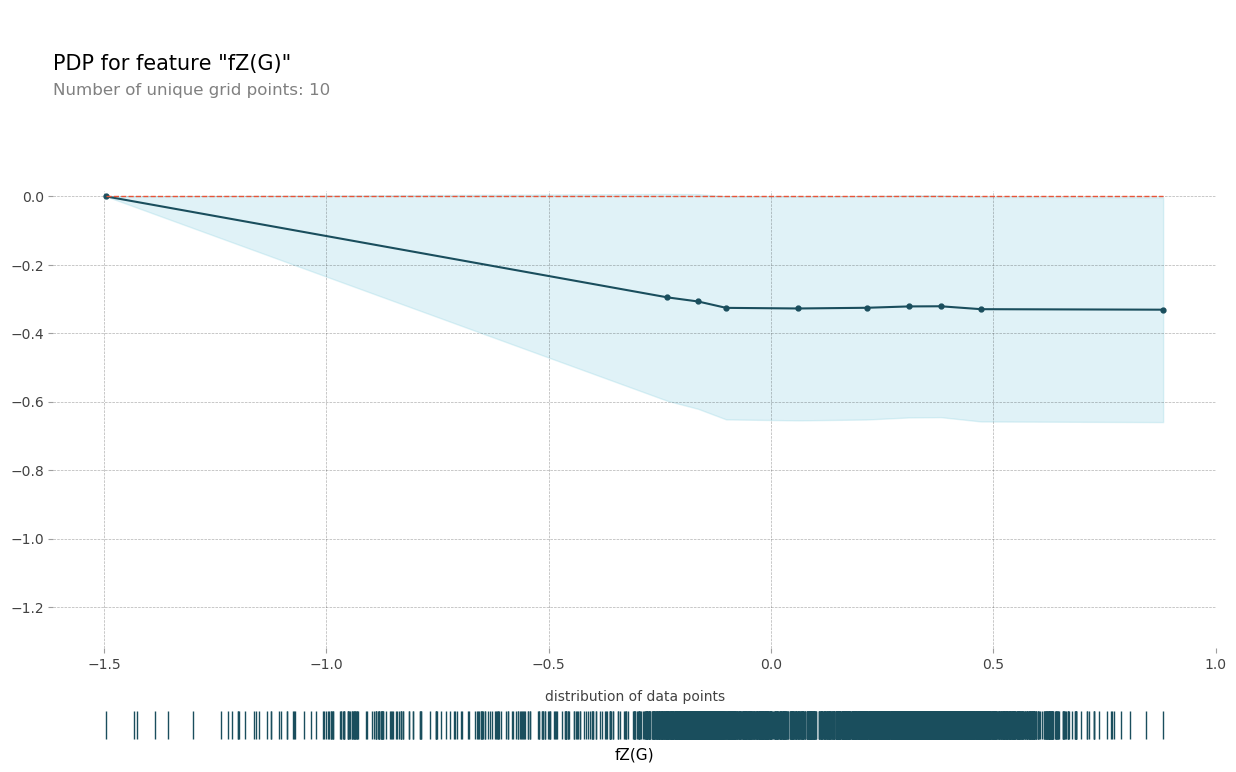 PDP for feature "fZ(G)"
Number of unique grid points: 10
0.0
−0.2
−0.4
−0.6
−0.8
−1.0
−1.2
−1.5 −1.0 −0.5 0.0 0.5 1.0
distribution of data points
fZ(G)